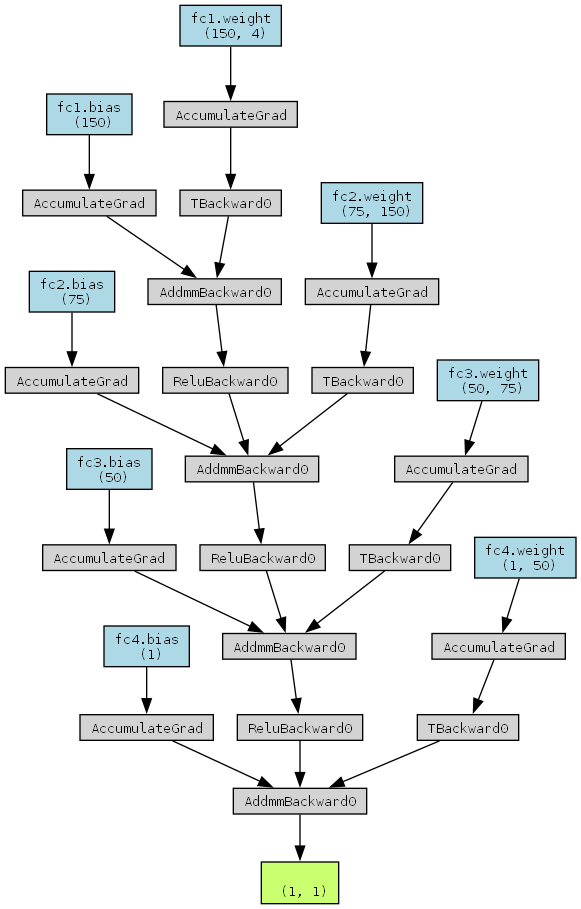 fc1.weight
(150, 4)
fc1.bias
(150)
AccumulateGrad
AccumulateGrad
TBackward0
fc2.weight
(75, 150)
fc2.bias
(75)
AddmmBackward0
AccumulateGrad
AccumulateGrad
ReluBackward0
TBackward0
fc3.weight
(50, 75)
fc3.bias
(50)
AddmmBackward0
AccumulateGrad
AccumulateGrad
ReluBackward0
TBackward0
fc4.weight
(1, 50)
fc4.bias
(1)
AddmmBackward0
AccumulateGrad
AccumulateGrad
ReluBackward0
TBackward0
AddmmBackward0
(1, 1)